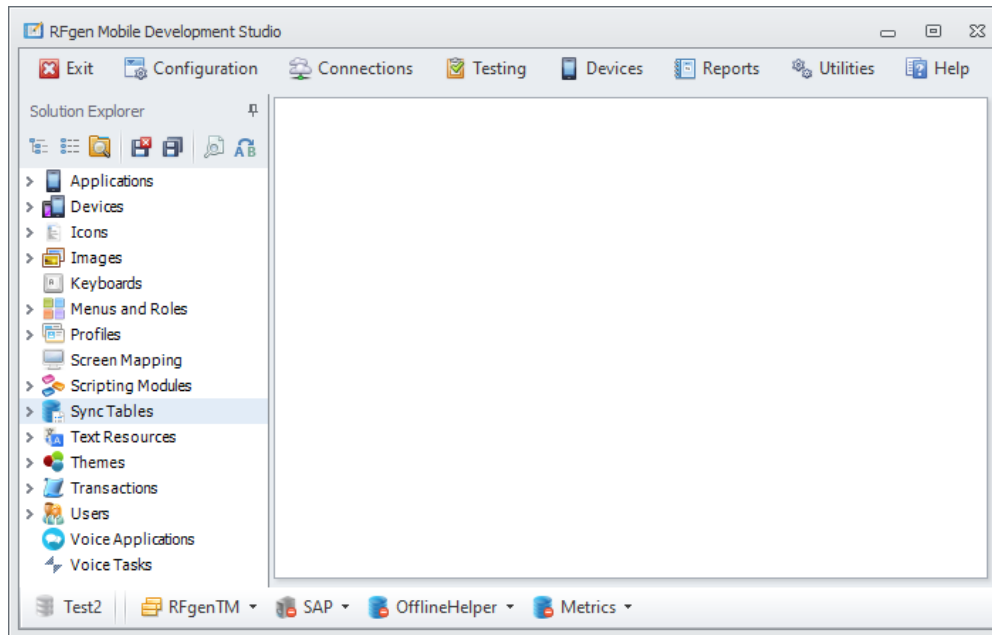 RFgen Mobile Development Studio
Exit Configuration Connections Testing Devices Reports Utilities Help
Solution Explorer
A B
Applications
Devices
Icons
Images
Keyboards
Menus and Roles
Profiles
Screen Mapping
Scripting Modules
Sync Tables
Text Resources
Themes
Transactions
Users
Voice Applications
Voice Tasks
Test2 RFgenTM SAP OfflineHelper Metrics